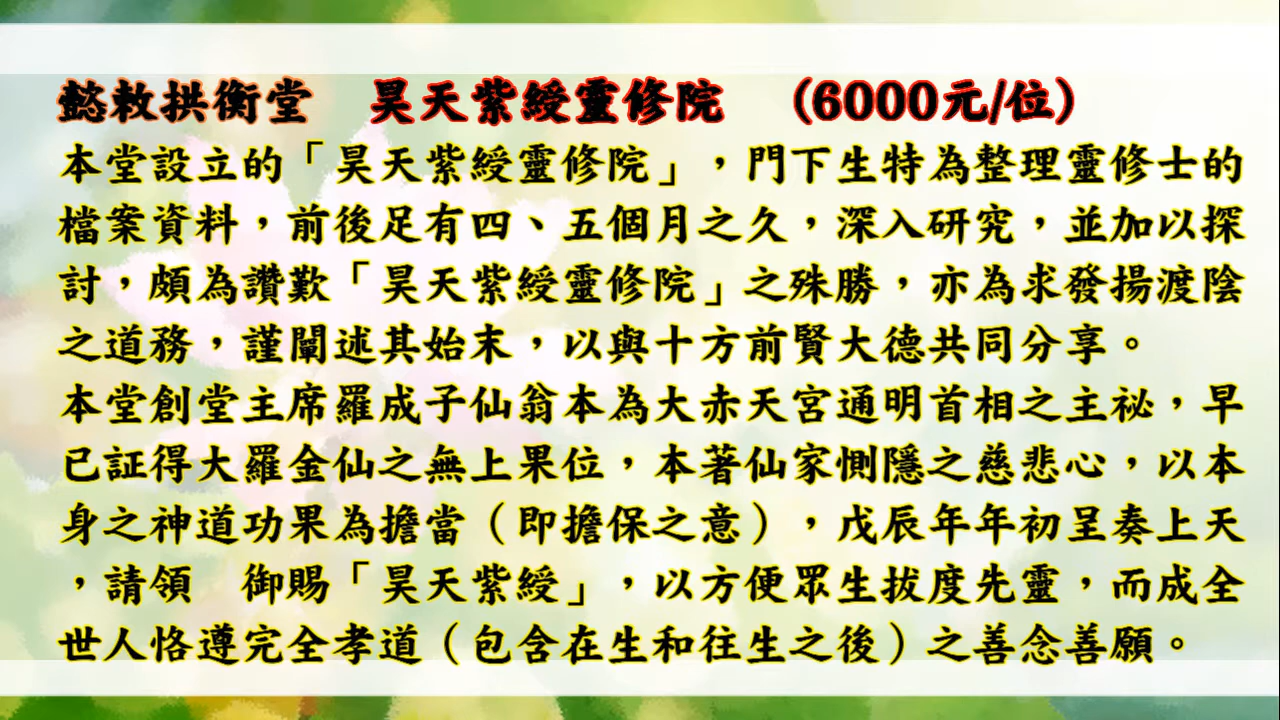 懿敕拱衡堂　昊天紫綬靈修院　(6000元/位)
本堂設立的「昊天紫綬靈修院」，門下生特為整理靈修士的
檔案資料，前後足有四、五個月之久，深入研究，並加以探
討，頗為讚歎「昊天紫綬靈修院」之殊勝，亦為求發揚渡陰
之道務，謹闡述其始末，以與十方前賢大德共同分享。
本堂創堂主席羅成子仙翁本為大赤天宮通明首相之主祕，早
已証得大羅金仙之無上果位，本著仙家惻隱之慈悲心，以本
身之神道功果為擔當（即擔保之意），戊辰年年初呈奏上天
，請領　御賜「昊天紫綬」，以方便眾生拔度先靈，而成全
世人恪遵完全孝道（包含在生和往生之後）之善念善願。